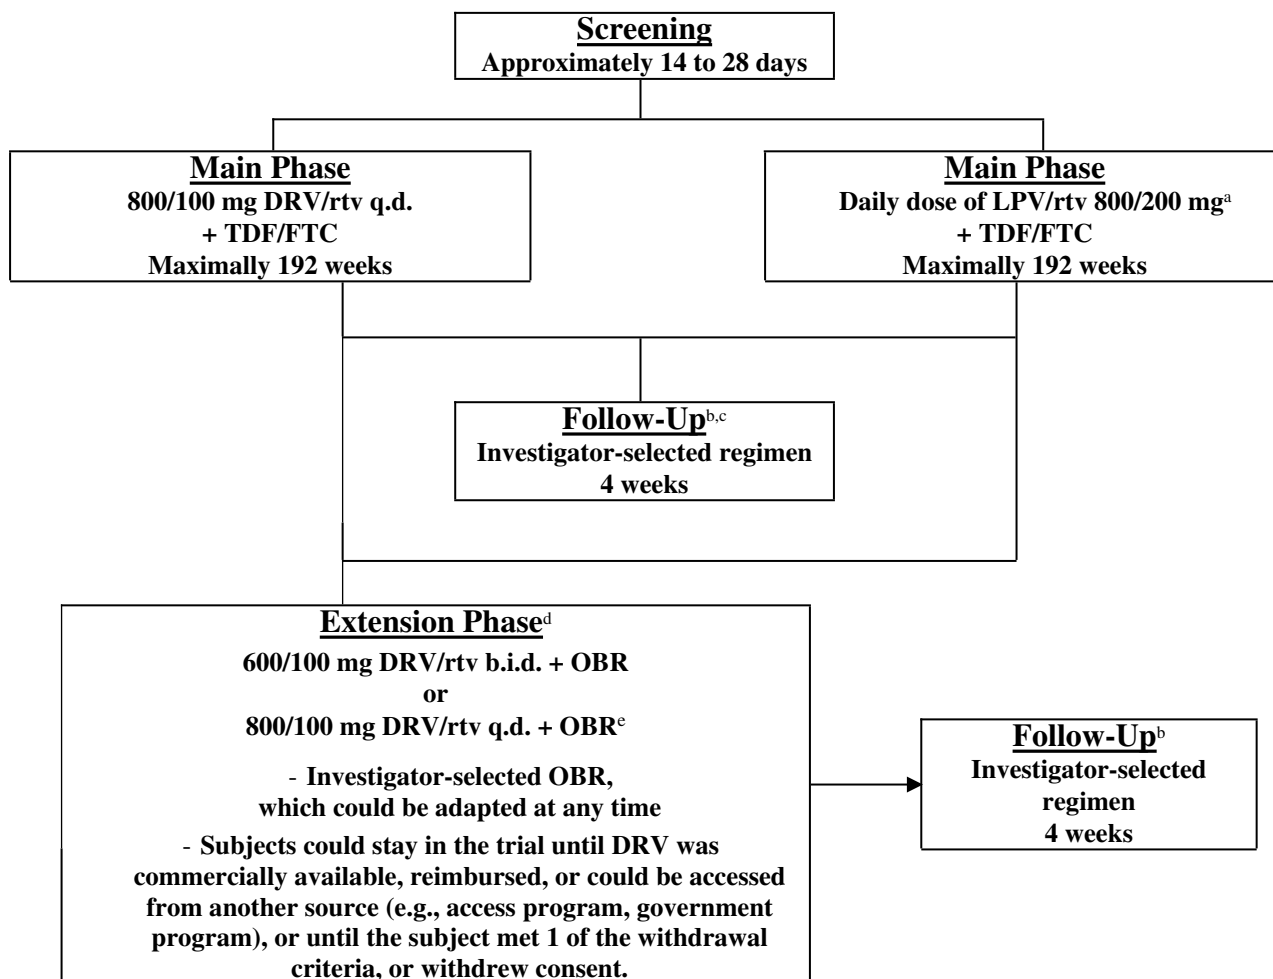 Screening
Approximately 14 to 28 days
Main Phase
800/100 mg DRV/rtv q.d.
+ TDF/FTC
Maximally 192 weeks
Main Phase
Daily dose of LPV/rtv 800/200 mgᵃ
+ TDF/FTC
Maximally 192 weeks
Follow-Upᵇ,ᶜ
Investigator-selected regimen
4 weeks
Extension Phaseᵈ
600/100 mg DRV/rtv b.i.d. + OBR
or
800/100 mg DRV/rtv q.d. + OBRᵉ
- Investigator-selected OBR,
which could be adapted at any time
- Subjects could stay in the trial until DRV was
commercially available, reimbursed, or could be accessed
from another source (e.g., access program, government
program), or until the subject met 1 of the withdrawal
criteria, or withdrew consent.
Follow-Upᵇ
Investigator-selected
regimen
4 weeks